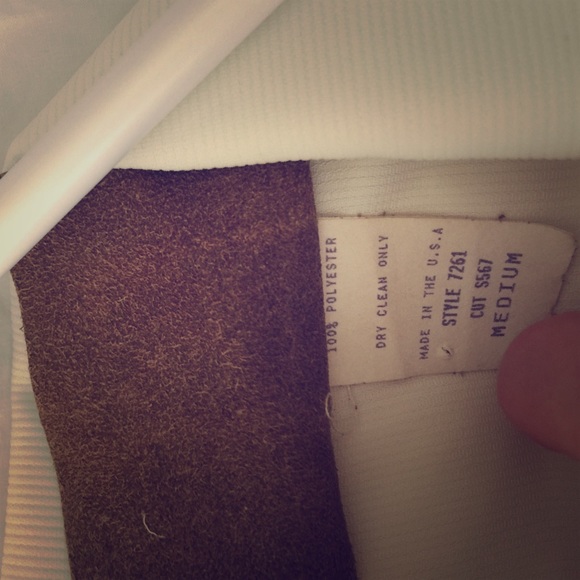 100% POLYESTER
DRY CLEAN ONLY
MADE IN THE U.S.A
STYLE 7261
CUT S567
MEDIUM